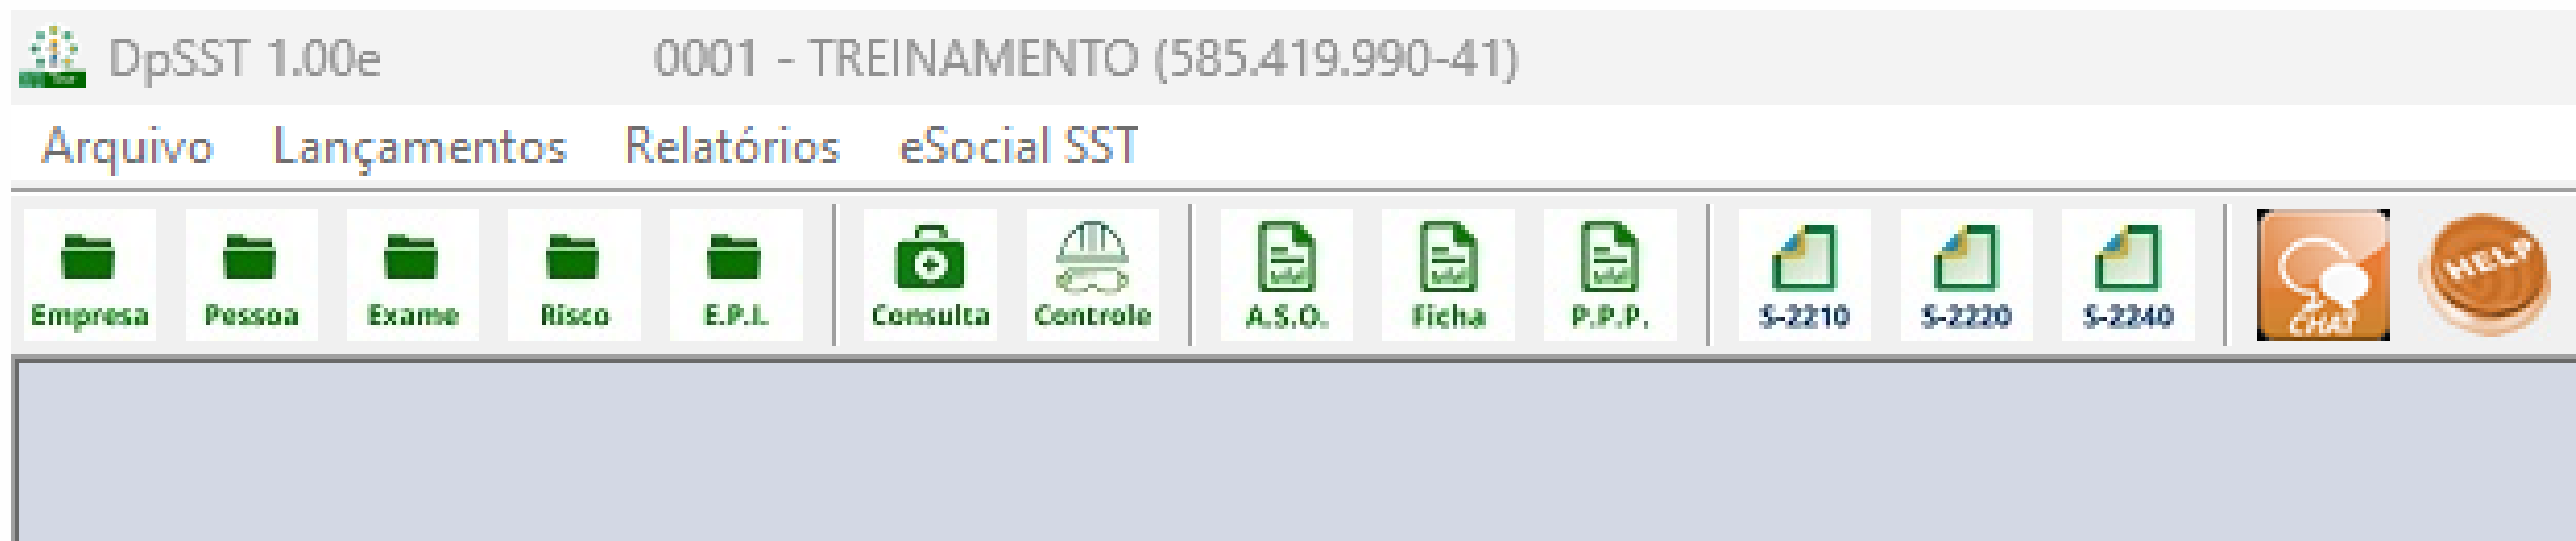 DpSST 1.00e 0001 - TREINAMENTO (585.419.990-41)
Arquivo Lançamentos Relatórios eSocial SST
Empresa Pessoa Exame Risco E.P.I. Consulta Controle A.S.O. Ficha P.P.P. S-2210 S-2220 S-2240 CHAT HELP